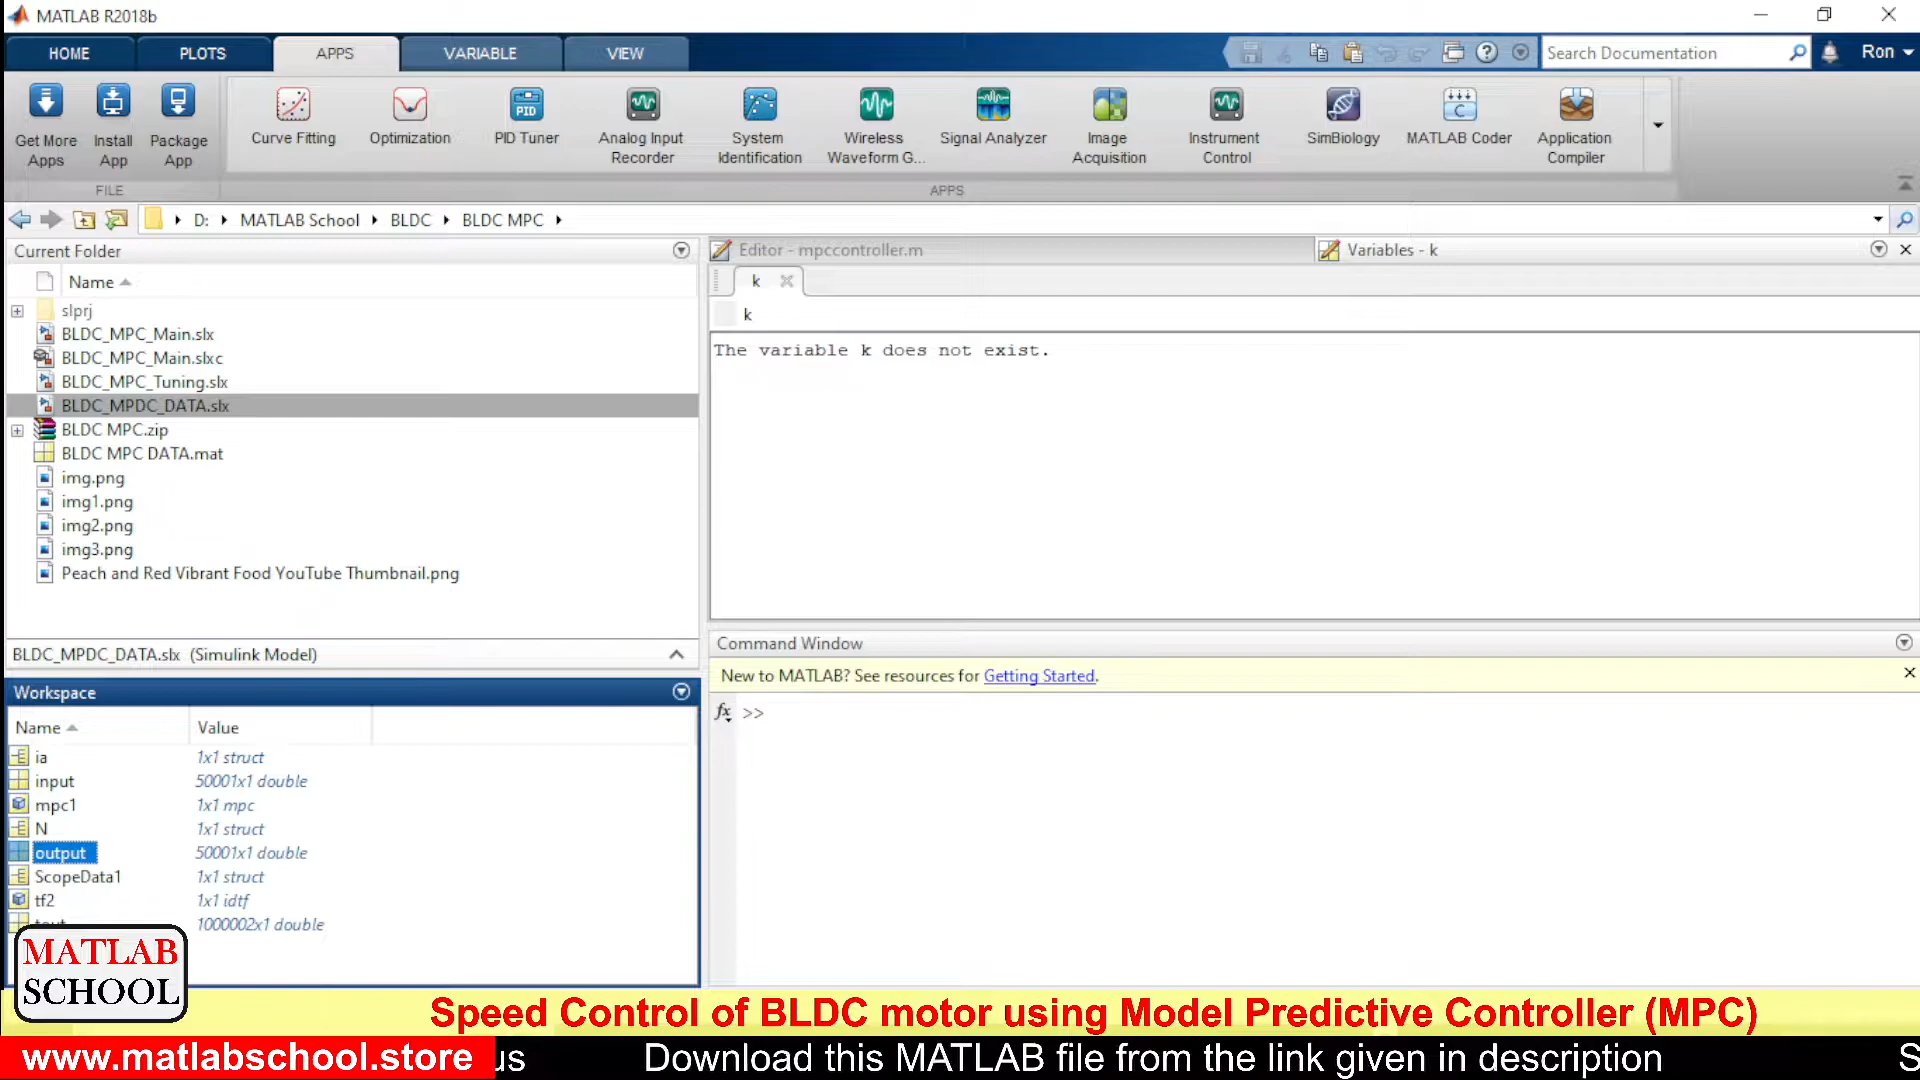 MATLAB R2018b
HOME PLOTS APPS VARIABLE VIEW
Search Documentation Ron
Get More Apps
Install App
Package App
Curve Fitting
Optimization
PID Tuner
Analog Input Recorder
System Identification
Wireless Waveform G...
Signal Analyzer
Image Acquisition
Instrument Control
SimBiology
MATLAB Coder
Application Compiler
FILE APPS
D: MATLAB School BLDC BLDC MPC
Current Folder
Name
slprj
BLDC_MPC_Main.slx
BLDC_MPC_Main.slxc
BLDC_MPC_Tuning.slx
BLDC_MPDC_DATA.slx
BLDC MPC.zip
BLDC MPC DATA.mat
img.png
img1.png
img2.png
img3.png
Peach and Red Vibrant Food YouTube Thumbnail.png
BLDC_MPDC_DATA.slx (Simulink Model)
Editor - mpccontroller.m
Variables - k
k
k
The variable k does not exist.
Command Window
New to MATLAB? See resources for Getting Started.
fx >>
Workspace
Name Value
ia 1x1 struct
input 50001x1 double
mpc1 1x1 mpc
N 1x1 struct
output 50001x1 double
ScopeData1 1x1 struct
tf2 1x1 idtf
1000002x1 double
MATLAB
SCHOOL
Speed Control of BLDC motor using Model Predictive Controller (MPC)
www.matlabschool.store us Download this MATLAB file from the link given in description S